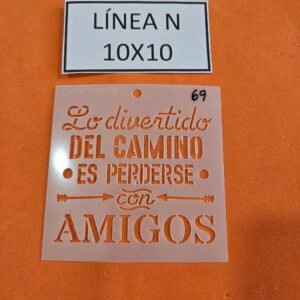 LÍNEA N
10X10
69
Lo divertido
DEL CAMINO
ES PERDERSE
con
AMIGOS